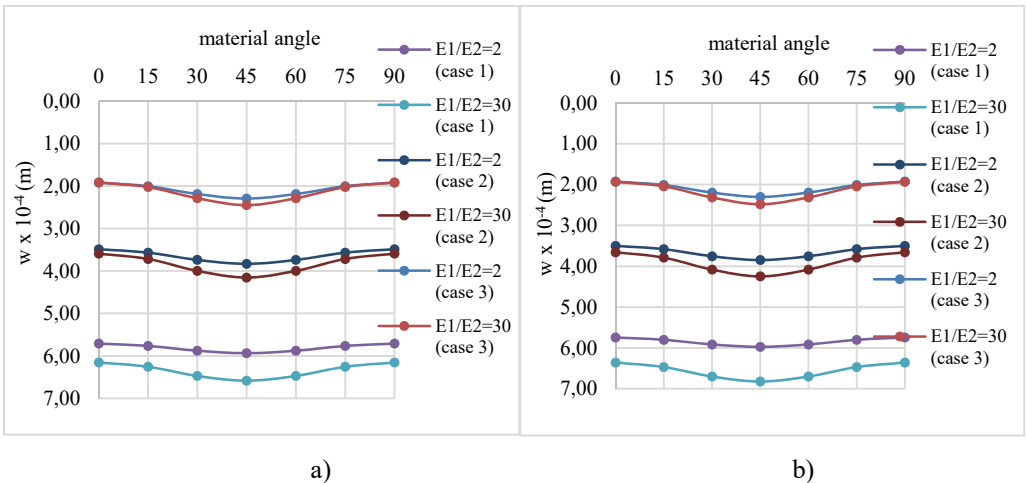 material angle
0 15 30 45 60 75 90
0,00
1,00
2,00
3,00
4,00
5,00
6,00
7,00
w x 10⁻⁴ (m)
E1/E2=2
(case 1)
E1/E2=30
(case 1)
E1/E2=2
(case 2)
E1/E2=30
(case 2)
E1/E2=2
(case 3)
E1/E2=30
(case 3)
a)
material angle
0 15 30 45 60 75 90
0,00
1,00
2,00
3,00
4,00
5,00
6,00
7,00
w x 10⁻⁴ (m)
E1/E2=2
(case 1)
E1/E2=30
(case 1)
E1/E2=2
(case 2)
E1/E2=30
(case 2)
E1/E2=2
(case 3)
E1/E2=30
(case 3)
b)